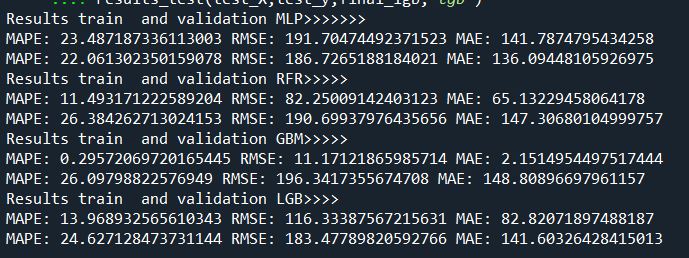 results_test(test_X,test_y,final_lgb, lgb )
Results train  and validation MLP>>>>>>>
MAPE: 23.487187336113003 RMSE: 191.70474492371523 MAE: 141.7874795434258
MAPE: 22.061302350159078 RMSE: 186.7265188184021 MAE: 136.09448105926975
Results train  and validation RFR>>>>>
MAPE: 11.493171222589204 RMSE: 82.25009142403123 MAE: 65.13229458064178
MAPE: 26.384262713024153 RMSE: 190.69937976435656 MAE: 147.30680104999757
Results train  and validation GBM>>>>>
MAPE: 0.29572069720165445 RMSE: 11.17121865985714 MAE: 2.1514954497517444
MAPE: 26.09798822576949 RMSE: 196.3417355674708 MAE: 148.80896697961157
Results train  and validation LGB>>>>
MAPE: 13.968932565610343 RMSE: 116.33387567215631 MAE: 82.82071897488187
MAPE: 24.627128473731144 RMSE: 183.47789820592766 MAE: 141.60326428415013